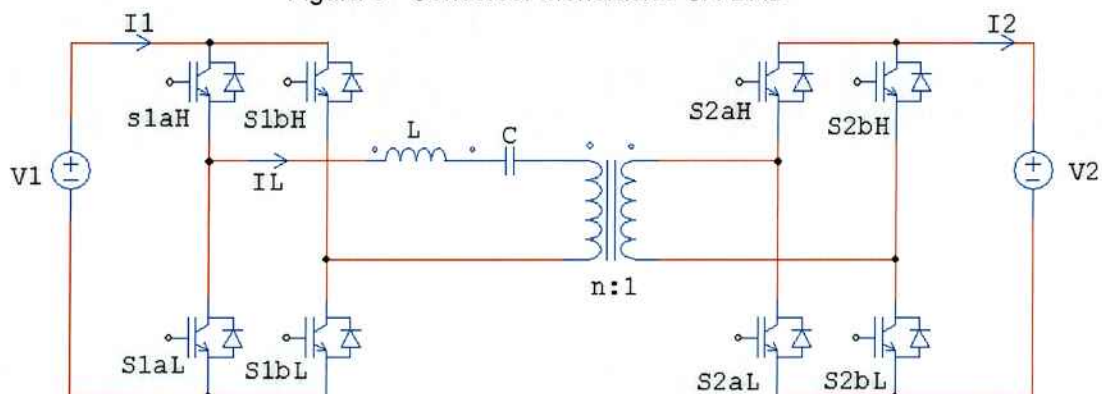 I1
I2
s1aH
S1bH
S2aH
S2bH
L
C
V1
IL
V2
n:1
S1aL
S1bL
S2aL
S2bL